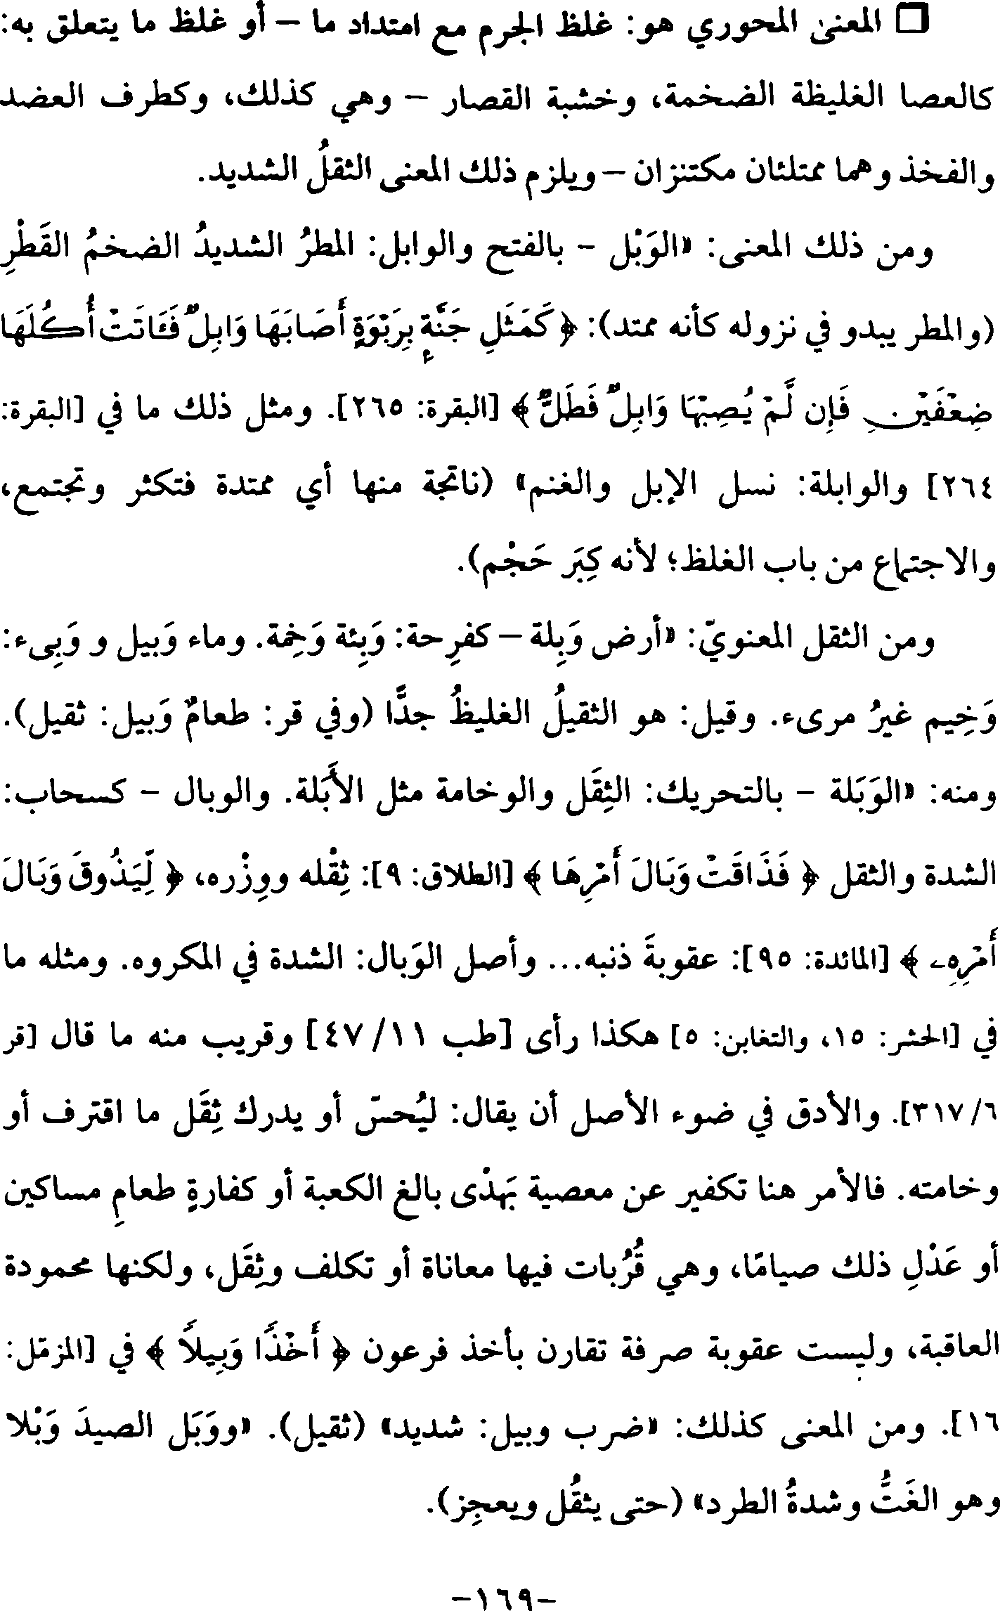 □ المعنى المحوري هو: غلظ الجرم مع امتداد ما – أو غلظ ما يتعلق به:
كالعصا الغليظة الضخمة، وخشبة القصار – وهي كذلك، وكطرف العضد
والفخذ وهما ممتلئان مكتنزان – ويلزم ذلك المعنى الثقلُ الشديد.
ومن ذلك المعنى: «الوَبْل – بالفتح والوابل: المطرُ الشديدُ الضخمُ القَطْرِ
(والمطر يبدو في نزوله كأنه ممتد): ﴿ كَمَثَلِ جَنَّةٍ بِرَبْوَةٍ أَصَابَهَا وَابِلٌ فَـَٔاتَتْ أُكُلَهَا
ضِعْفَيْنِ فَإِن لَّمْ يُصِبْهَا وَابِلٌ فَطَلٌّ ﴾ [البقرة: ٢٦٥]. ومثل ذلك ما في [البقرة:
٢٦٤] والوابلة: نسل الإبل والغنم» (ناتجة منها أي ممتدة فتكثر وتجتمع،
والاجتماع من باب الغلظ؛ لأنه كِبَر حَجْم).
ومن الثقل المعنويّ: «أرض وَبِلة – كفرِحة: وَبِئة وَخِمة. وماء وَبيل و وَبِىء:
وَخِيم غيرُ مرىء. وقيل: هو الثقيلُ الغليظُ جدًّا (وفي قر: طعامٌ وَبيل: ثقيل).
ومنه: «الوَبَلة – بالتحريك: الثِقَل والوخامة مثل الأَبَلة. والوبال – كسحاب:
الشدة والثقل ﴿ فَذَاقَتْ وَبَالَ أَمْرِهَا ﴾ [الطلاق: ٩]: ثِقْله ووِزْره، ﴿ لِّيَذُوقَ وَبَالَ
أَمْرِهِۦ ﴾ [المائدة: ٩٥]: عقوبةَ ذنبه... وأصل الوَبال: الشدة في المكروه. ومثله ما
في [الحشر: ١٥، والتغابن: ٥] هكذا رأى [طب ١١/ ٤٧] وقريب منه ما قال [قر
٦/ ٣١٧]. والأدق في ضوء الأصل أن يقال: ليُحسّ أو يدرك ثِقَل ما اقترف أو
وخامته. فالأمر هنا تكفير عن معصية بهَدْى بالغ الكعبة أو كفارةٍ طعامِ مساكين
أو عَدْلِ ذلك صيامًا، وهي قُرُبات فيها معاناة أو تكلف وثِقَل، ولكنها محمودة
العاقبة، وليست عقوبة صرفة تقارن بأخذ فرعون ﴿ أَخْذًا وَبِيلًا ﴾ في [المزمّل:
١٦]. ومن المعنى كذلك: «ضرب وبيل: شديد» (ثقيل). «ووَبَل الصيدَ وَبْلا
وهو الغَتُّ وشدةُ الطرد» (حتى يثقُل ويعجِز).
-١٦٩-